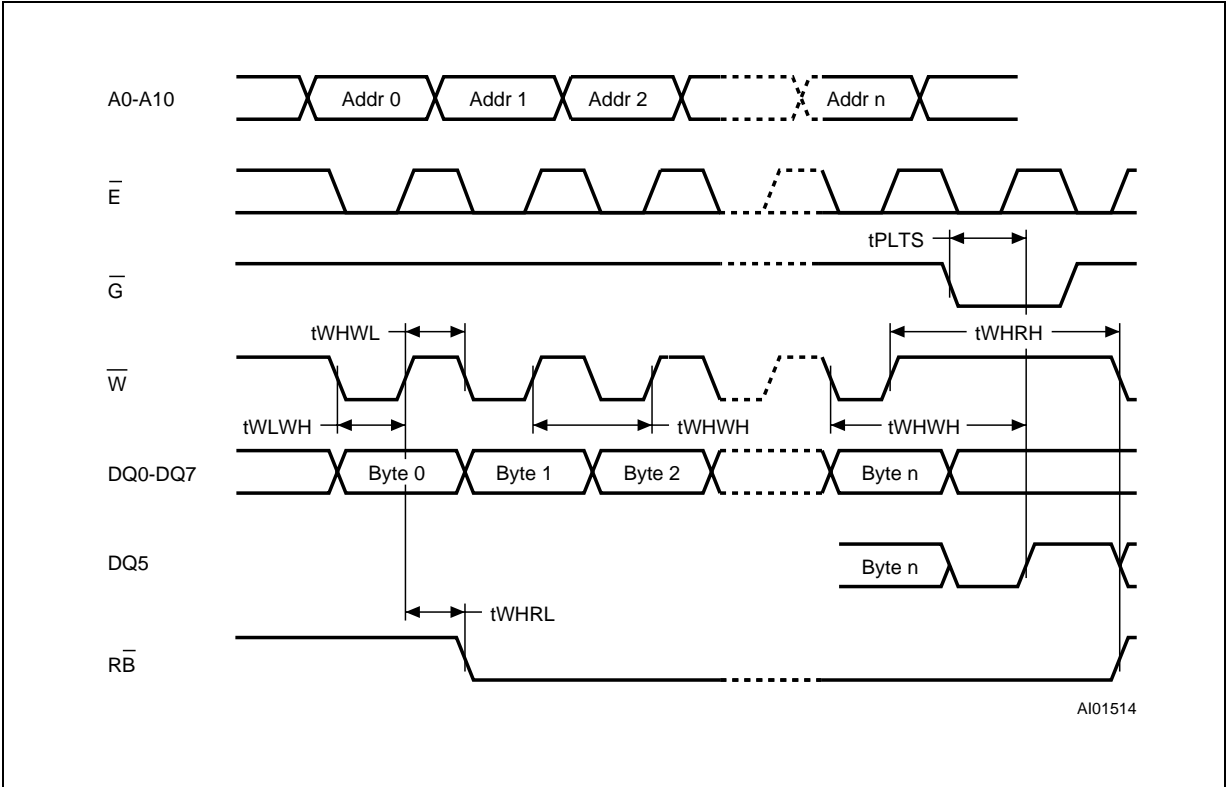 A0-A10 Addr 0 Addr 1 Addr 2 Addr n
E̅
tPLTS
G̅
tWHWL tWHRH
W̅
tWLWH tWHWH tWHWH
DQ0-DQ7 Byte 0 Byte 1 Byte 2 Byte n
DQ5 Byte n
tWHRL
RB̅
AI01514